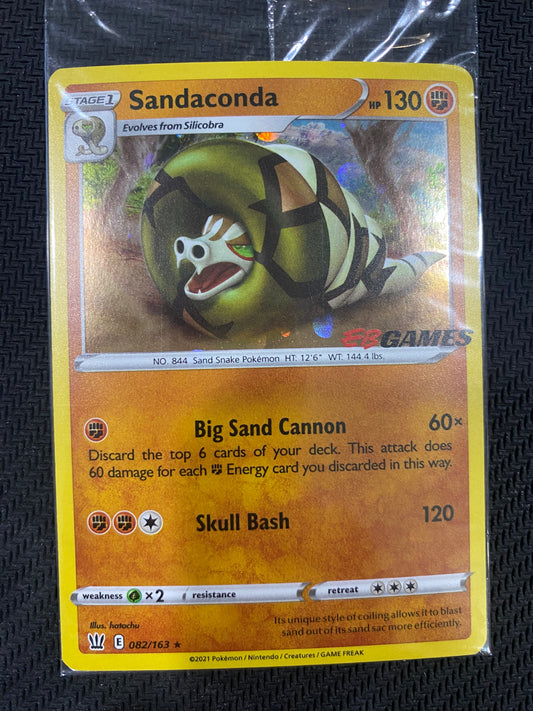 STAGE 1 Sandaconda HP 130
Evolves from Silicobra
EB GAMES
NO. 844 Sand Snake Pokémon HT: 12'6" WT: 144.4 lbs.
Big Sand Cannon 60×
Discard the top 6 cards of your deck. This attack does
60 damage for each Energy card you discarded in this way.
Skull Bash 120
weakness ×2 resistance retreat
Illus. hatachu
Its unique style of coiling allows it to blast
sand out of its sand sac more efficiently.
E 082/163 ★
©2021 Pokémon / Nintendo / Creatures / GAME FREAK